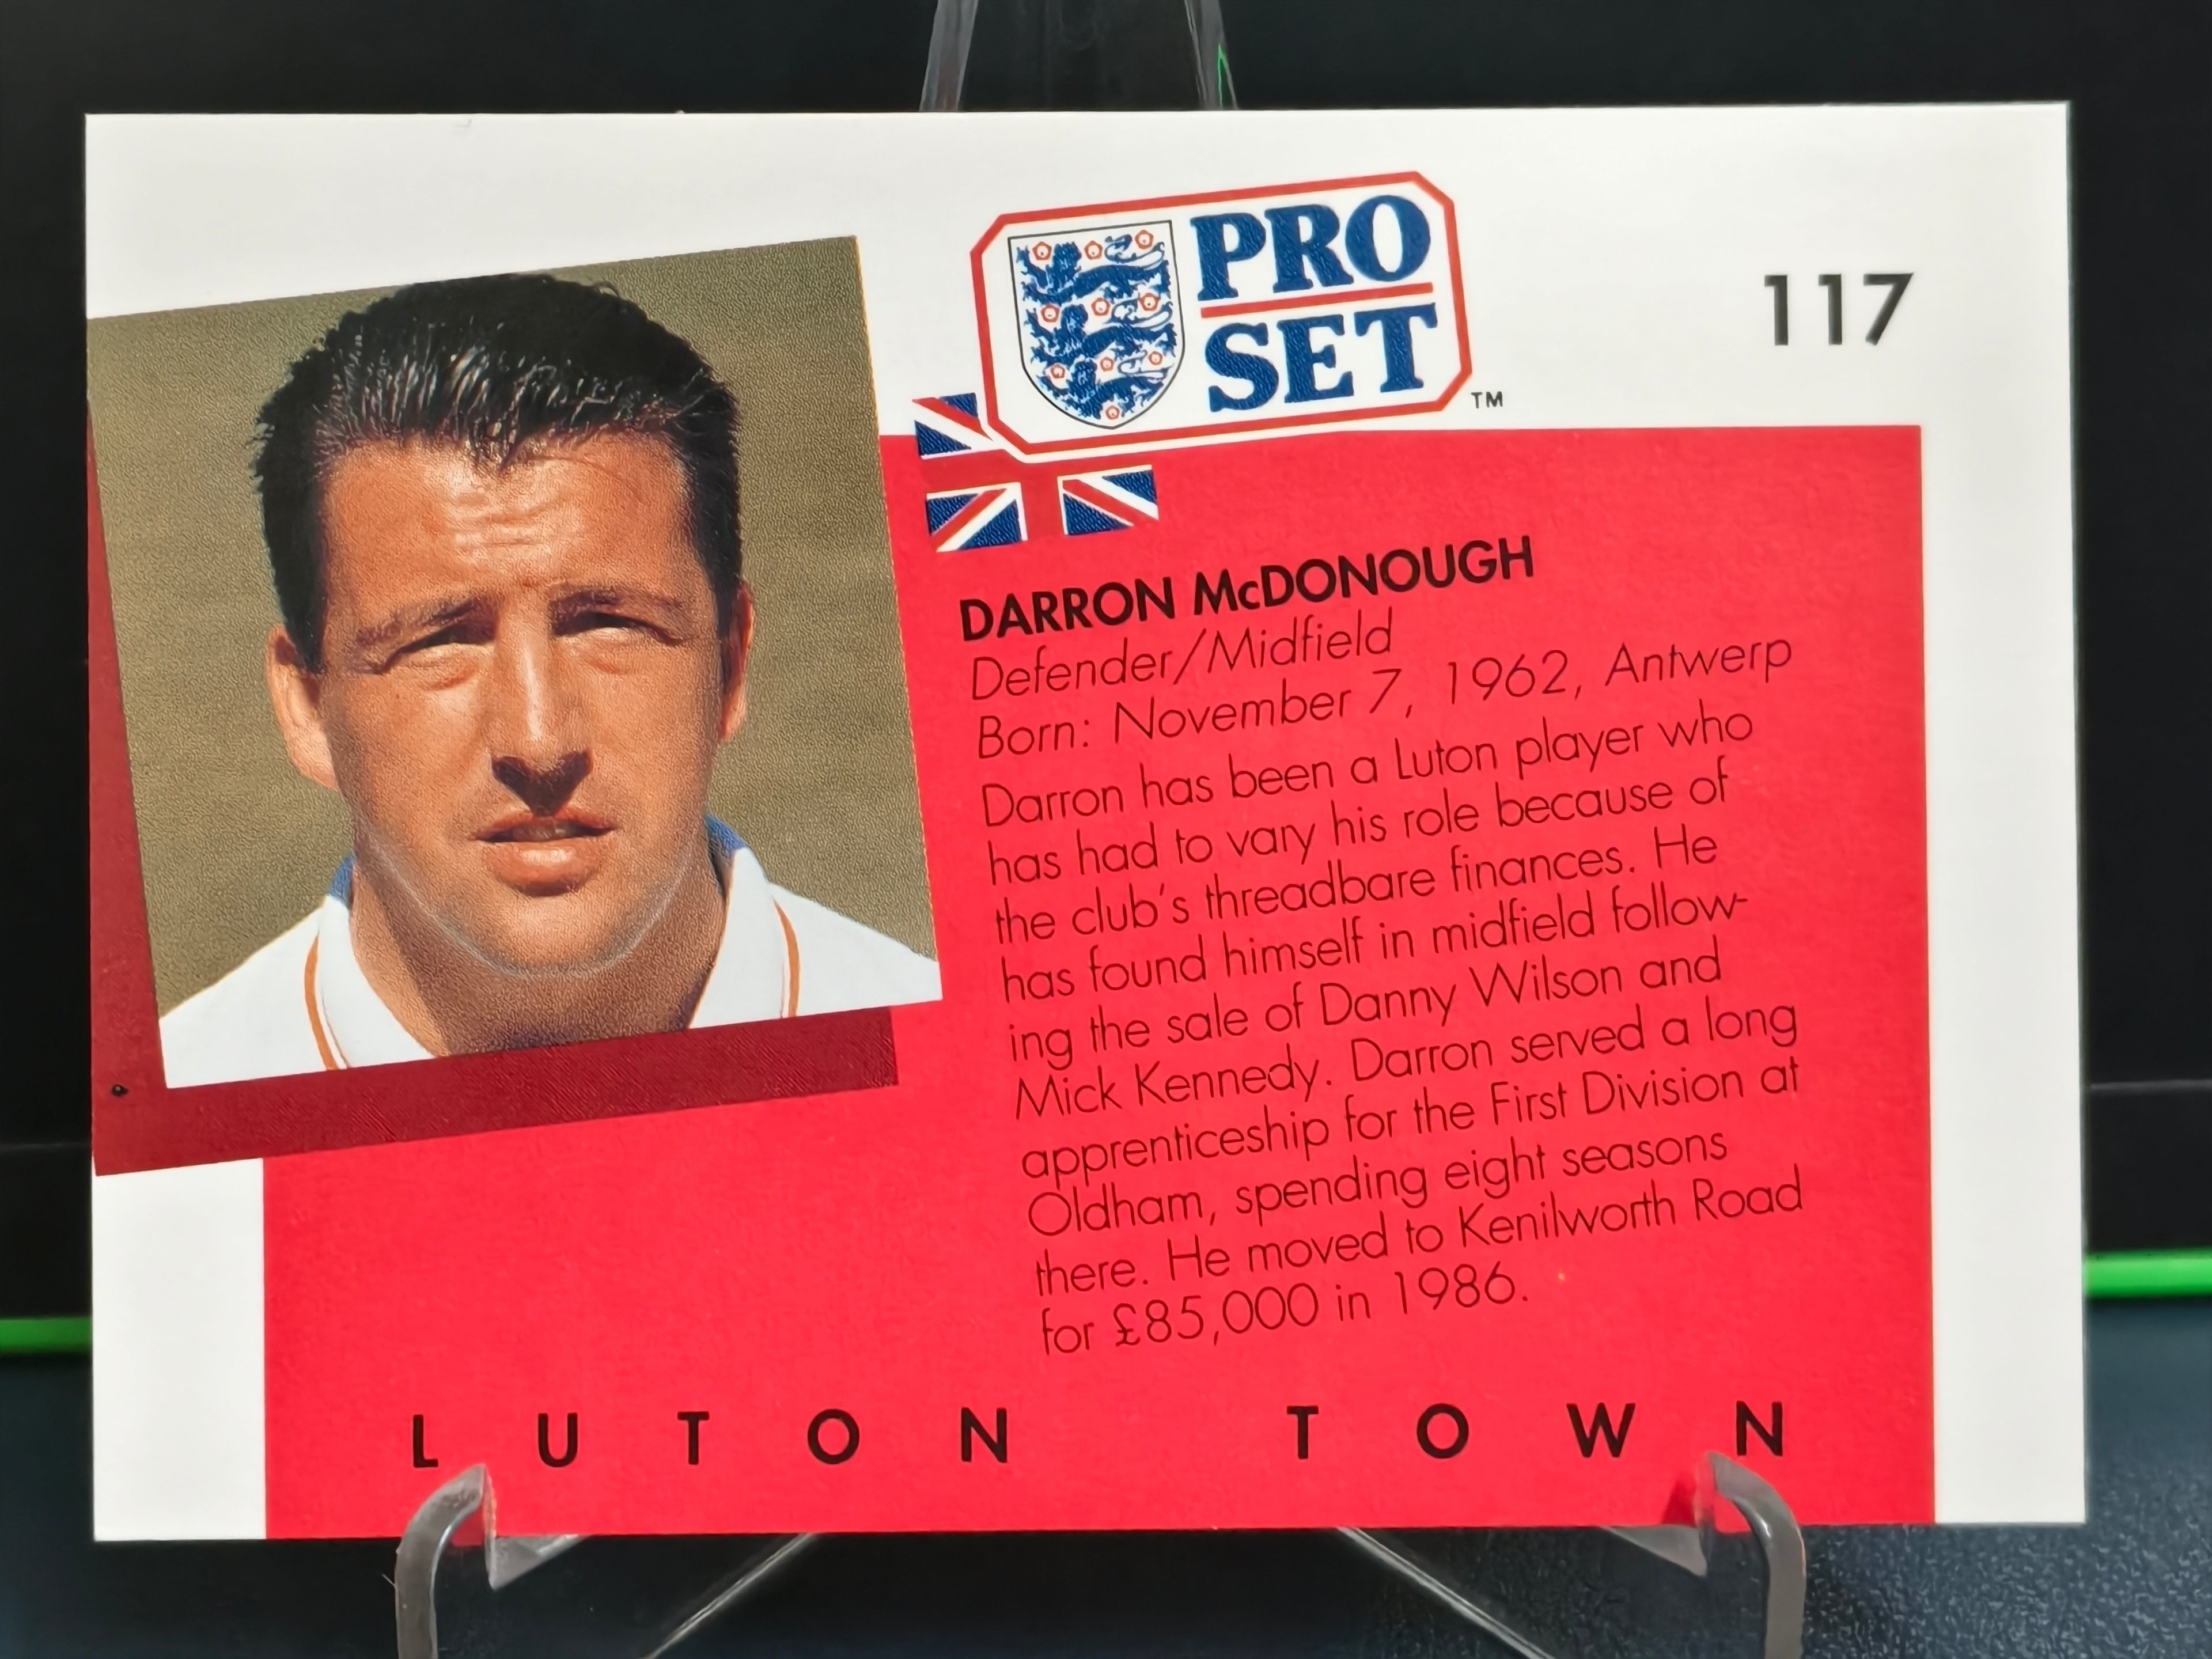 PRO
SET
TM
117
DARRON McDONOUGH
Defender/Midfield
Born: November 7, 1962, Antwerp
Darron has been a Luton player who
has had to vary his role because of
the club's threadbare finances. He
has found himself in midfield follow-
ing the sale of Danny Wilson and
Mick Kennedy. Darron served a long
apprenticeship for the First Division at
Oldham, spending eight seasons
there. He moved to Kenilworth Road
for £85,000 in 1986.
LUTON TOWN